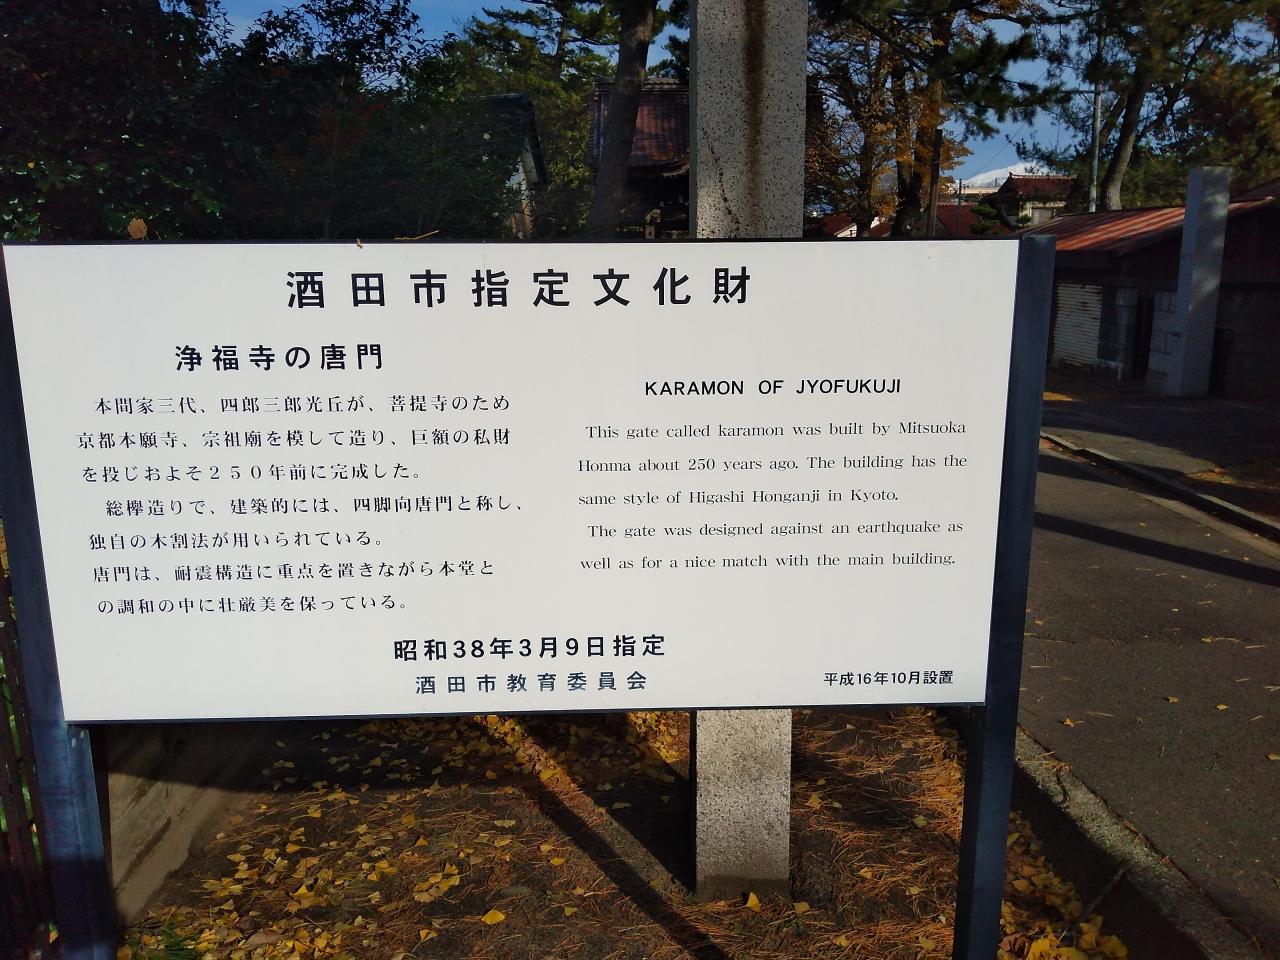 酒田市指定文化財
浄福寺の唐門
本間家三代、四郎三郎光丘が、菩提寺のため
京都本願寺、宗祖廟を模して造り、巨額の私財
を投じおよそ２５０年前に完成した。
総欅造りで、建築的には、四脚向唐門と称し、
独自の木割法が用いられている。
唐門は、耐震構造に重点を置きながら本堂と
の調和の中に壮厳美を保っている。
KARAMON OF JYOFUKUJI
This gate called karamon was built by Mitsuoka
Honma about 250 years ago. The building has the
same style of Higashi Honganji in Kyoto.
The gate was designed against an earthquake as
well as for a nice match with the main building.
昭和38年3月9日指定
酒田市教育委員会
平成16年10月設置